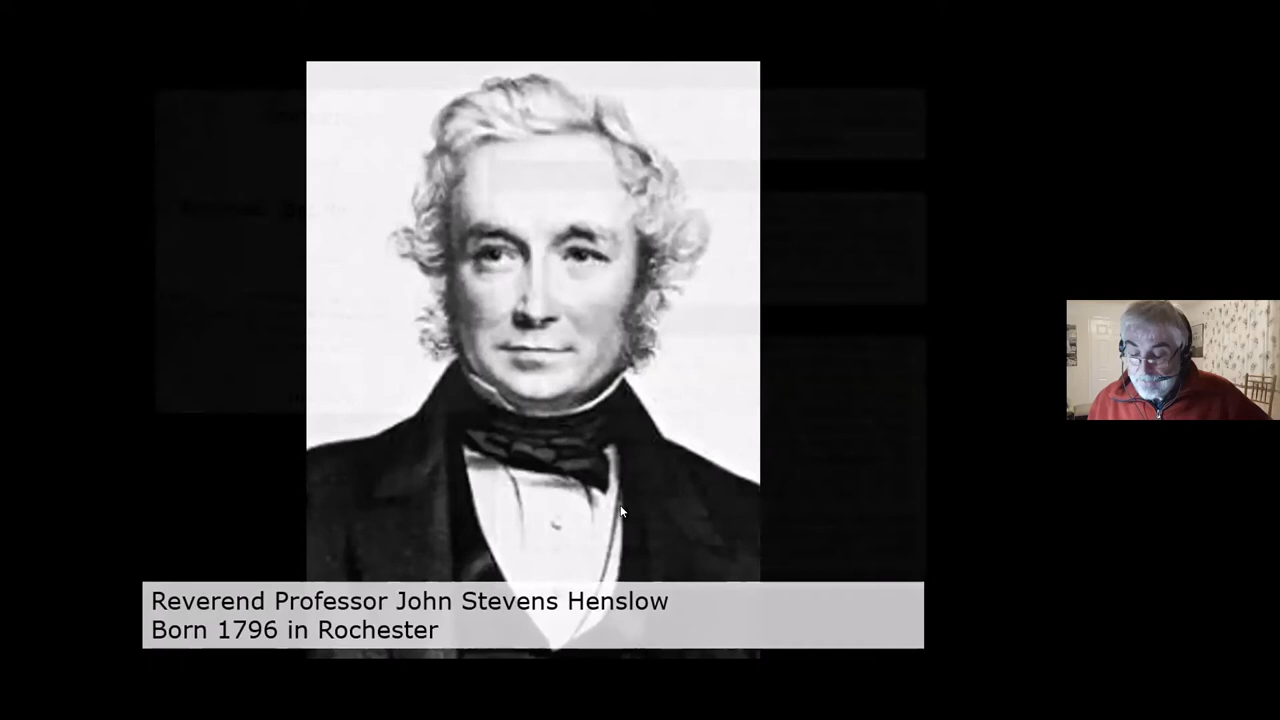 Reverend Professor John Stevens Henslow
Born 1796 in Rochester